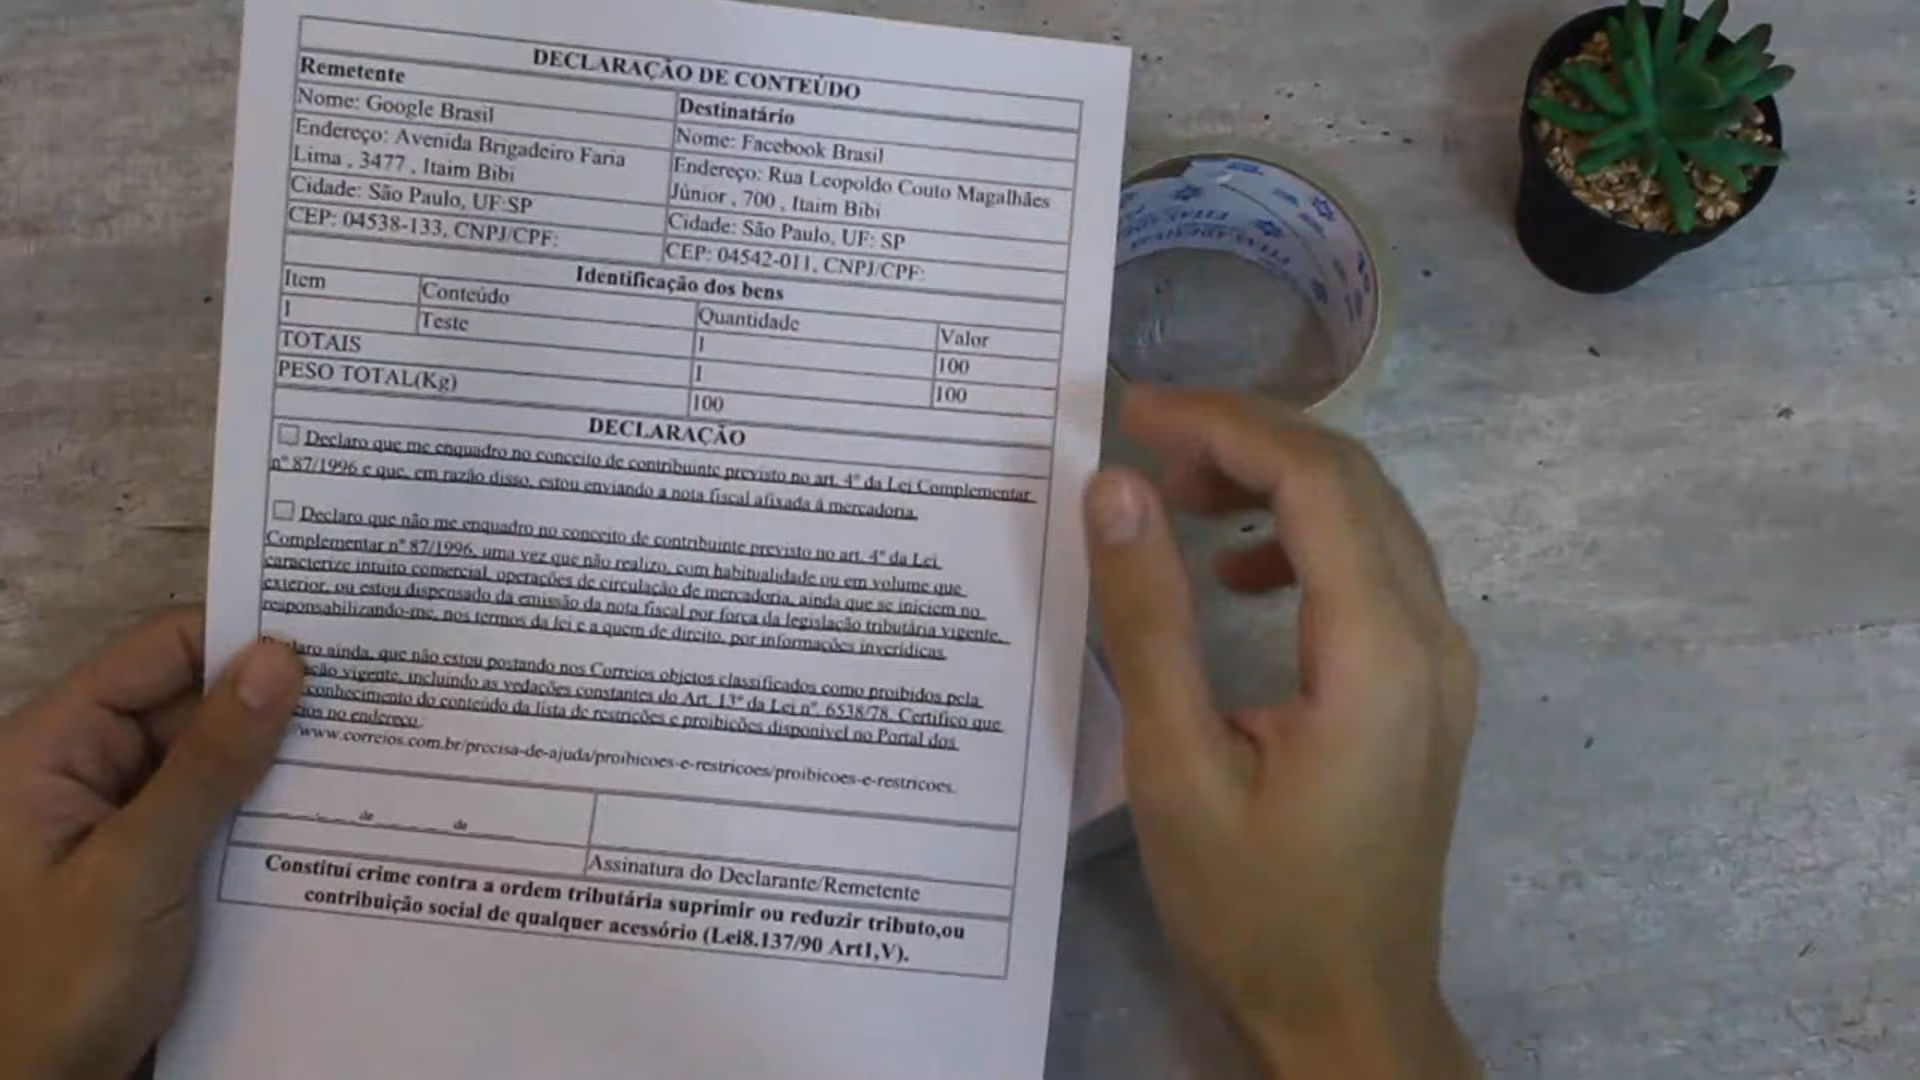 DECLARAÇÃO DE CONTEÚDO
Remetente
Nome: Google Brasil
Endereço: Avenida Brigadeiro Faria
Lima , 3477 , Itaim Bibi
Cidade: São Paulo, UF:SP
CEP: 04538-133, CNPJ/CPF:
Destinatário
Nome: Facebook Brasil
Endereço: Rua Leopoldo Couto Magalhães
Júnior , 700 , Itaim Bibi
Cidade: São Paulo, UF: SP
CEP: 04542-011, CNPJ/CPF:
Identificação dos bens
Item Conteúdo Quantidade Valor
1 Teste 1 100
TOTAIS 1 100
PESO TOTAL(Kg) 100
DECLARAÇÃO
Declaro que me enquadro no conceito de contribuinte previsto no art. 4º da Lei Complementar
nº 87/1996 e que, em razão disso, estou enviando a nota fiscal afixada á mercadoria.
Declaro que não me enquadro no conceito de contribuinte previsto no art. 4º da Lei
Complementar nº 87/1996, uma vez que não realizo, com habitualidade ou em volume que
caracterize intuito comercial, operações de circulação de mercadoria, ainda que se iniciem no
exterior, ou estou dispensado da emissão da nota fiscal por força da legislação tributária vigente,
responsabilizando-me, nos termos da lei e a quem de direito, por informações inverídicas.
ainda, que não estou postando nos Correios objetos classificados como proibidos pela
vigente, incluindo as vedações constantes do Art. 13º da Lei nº. 6538/78. Certifico que
conhecimento do conteúdo da lista de restrições e proibições disponível no Portal dos
no endereço:
www.correios.com.br/precisa-de-ajuda/proibicoes-e-restricoes/proibicoes-e-restricoes.
de de
Assinatura do Declarante/Remetente
Constitui crime contra a ordem tributária suprimir ou reduzir tributo,ou
contribuição social de qualquer acessório (Lei8.137/90 Art1,V).